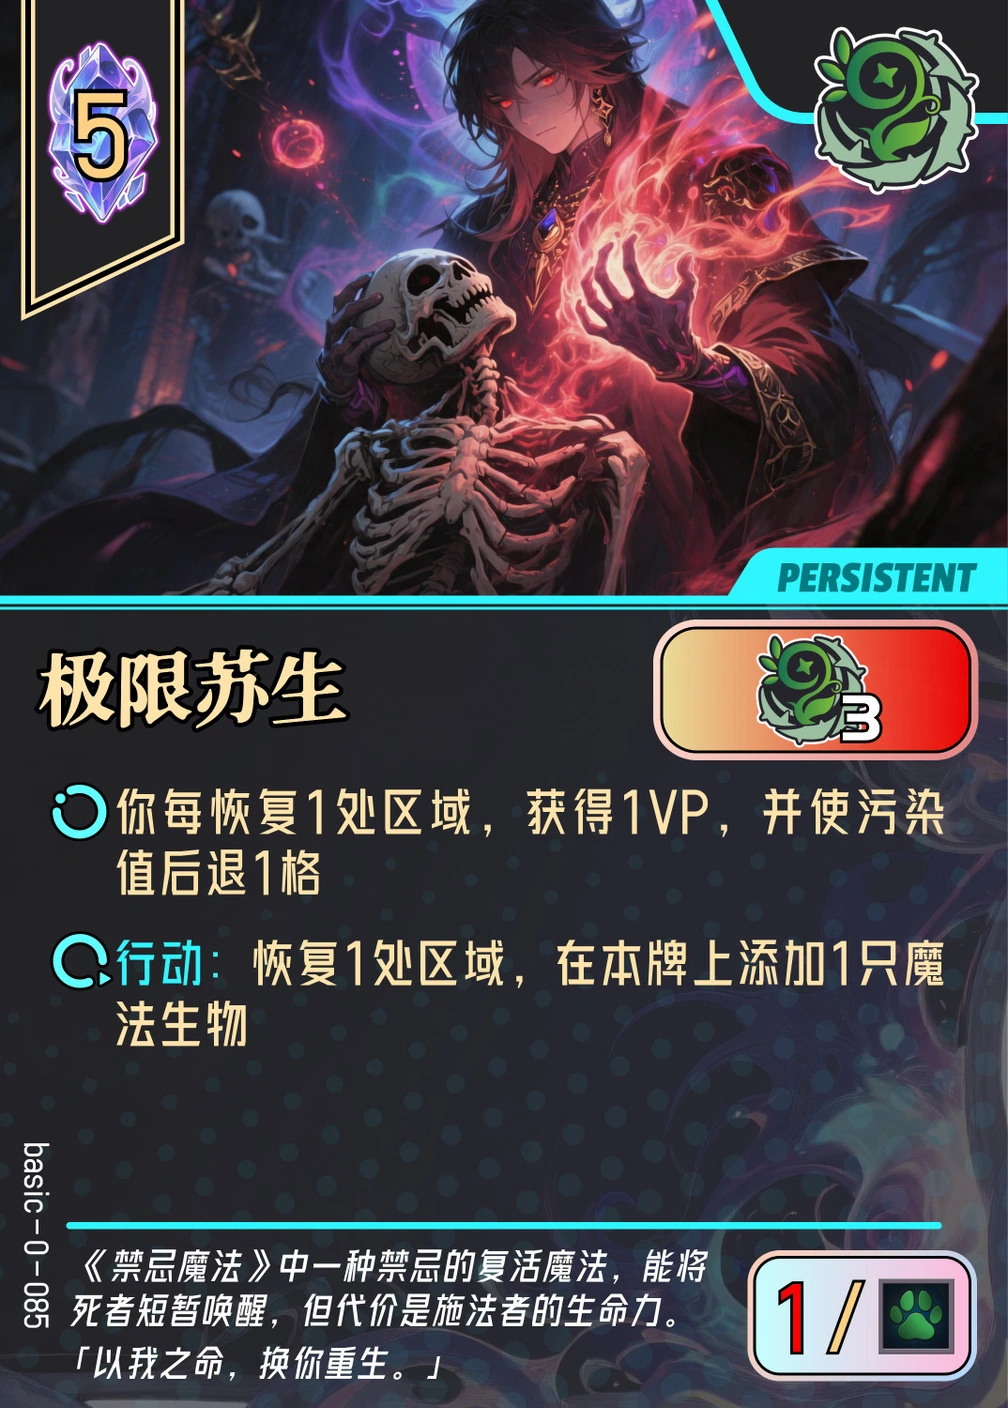 5
PERSISTENT
极限苏生
3
你每恢复1处区域，获得1VP，并使污染
值后退1格
行动：恢复1处区域，在本牌上添加1只魔
法生物
basic-0-085
《禁忌魔法》中一种禁忌的复活魔法，能将
死者短暂唤醒，但代价是施法者的生命力。
「以我之命，换你重生。」
1/